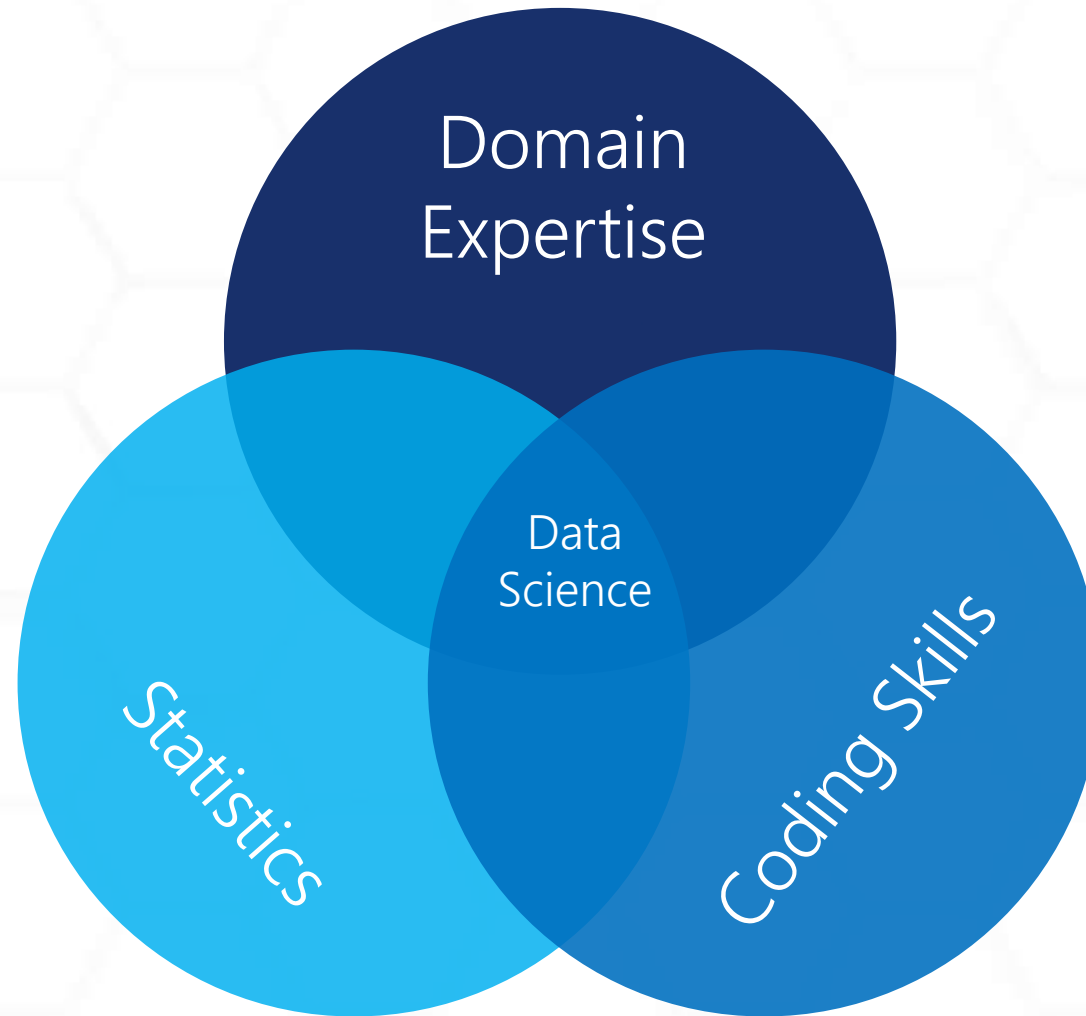 Domain
Expertise
Data
Science
Statistics
Coding Skills